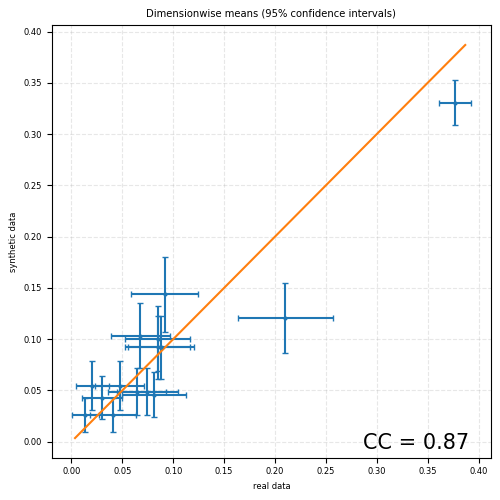 Dimensionwise means (95% confidence intervals)
0.40
0.35
0.30
0.25
0.20
0.15
0.10
0.05
0.00
synthetic data
CC = 0.87
0.00 0.05 0.10 0.15 0.20 0.25 0.30 0.35 0.40
real data